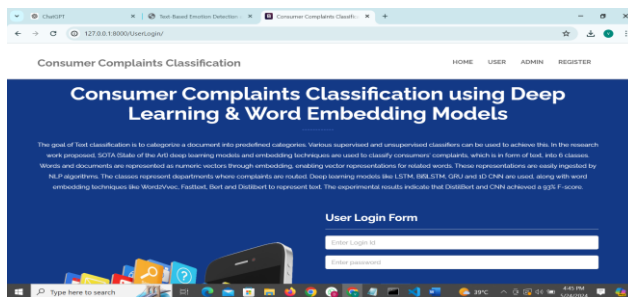 ChatGPT
Text-Based Emotion Detection
Consumer Complaints Classific
127.0.0.1:8000/UserLogin/
Consumer Complaints Classification
HOME USER ADMIN REGISTER
Consumer Complaints Classification using Deep
Learning & Word Embedding Models
The goal of Text classification is to categorize a document into predefined categories. Various supervised and unsupervised classifiers can be used to achieve this. In the research
work proposed, SOTA (State of the Art) deep learning models and embedding techniques are used to classify consumers' complaints, which is in form of text, into 6 classes.
Words and documents are represented as numeric vectors through embedding, enabling vector representations for related words. These representations are easily ingested by
NLP algorithms. The classes represent departments where complaints are routed. Deep learning models like LSTM, BiSLSTM, GRU and 1D CNN are used, along with word
embedding techniques like Word2Vvec, Fasttext, Bert and Distilbert to represent text. The experimental results indicate that DistilBert and CNN achieved a 93% F-score.
User Login Form
Enter Login Id
Enter password
Type here to search
39°C
4:45 PM
5/24/2024